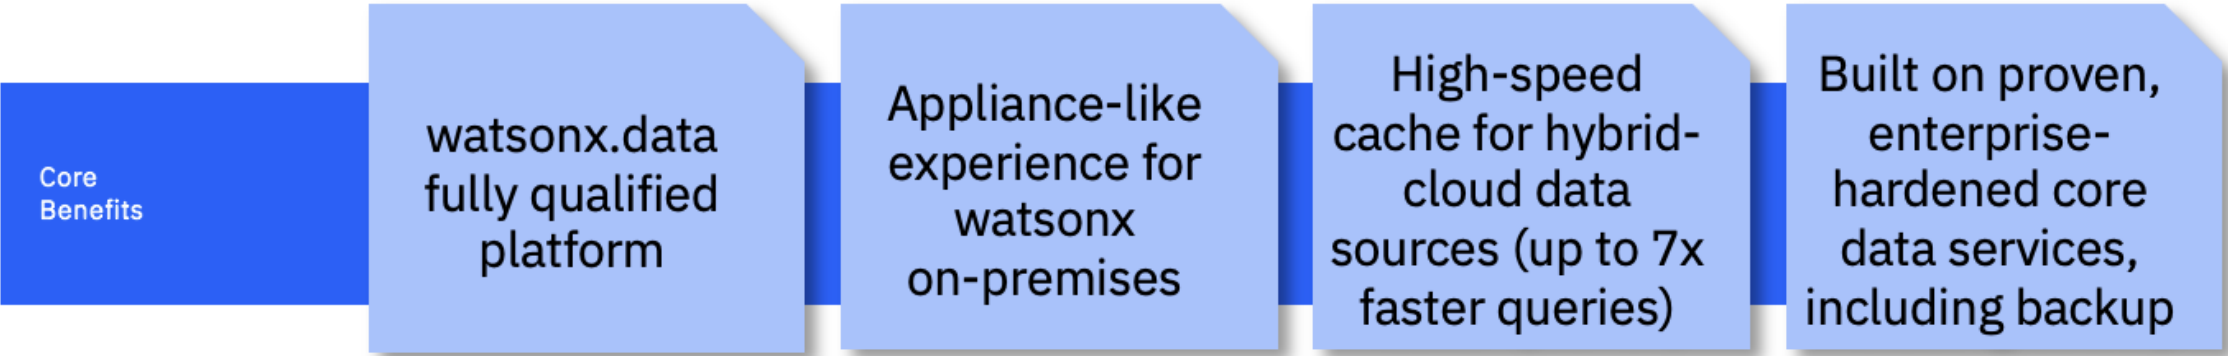 Core
Benefits
watsonx.data
fully qualified
platform
Appliance-like
experience for
watsonx
on-premises
High-speed
cache for hybrid-
cloud data
sources (up to 7x
faster queries)
Built on proven,
enterprise-
hardened core
data services,
including backup